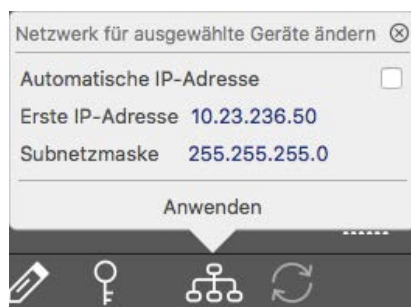 Netzwerk für ausgewählte Geräte ändern
Automatische IP-Adresse
Erste IP-Adresse 10.23.236.50
Subnetzmaske 255.255.255.0
Anwenden